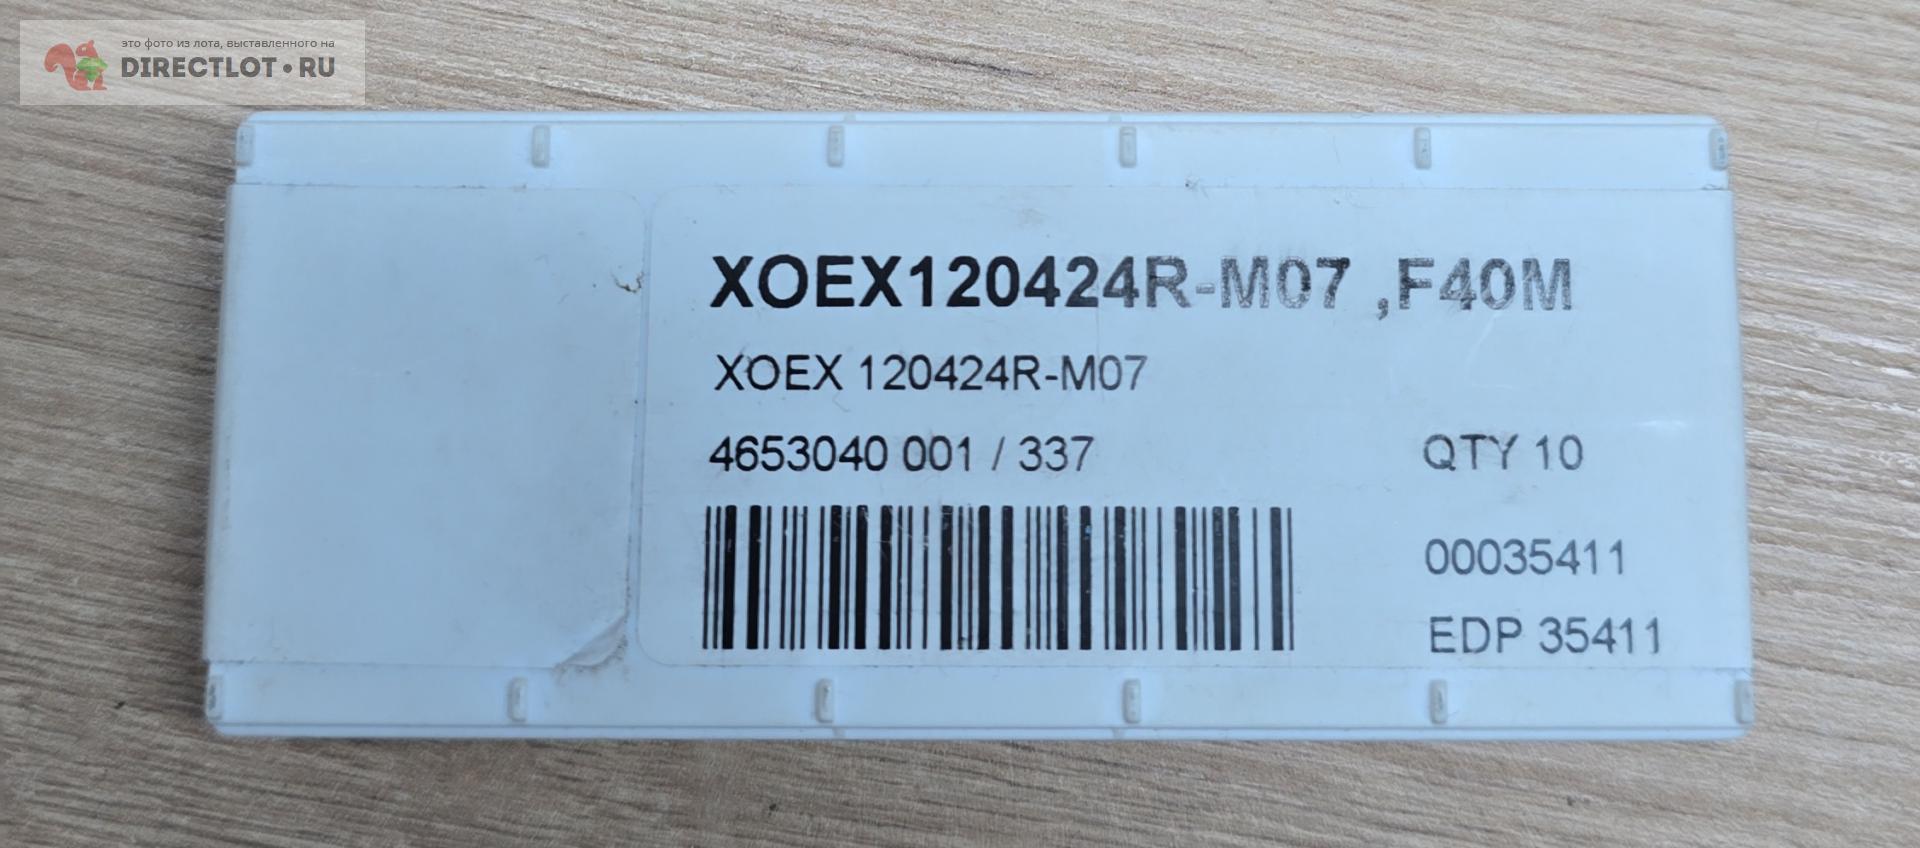 это фото из лота, выставленного на
DIRECTLOT•RU
XOEX120424R-M07 ,F40M
XOEX 120424R-M07
4653040 001 / 337
QTY 10
00035411
EDP 35411